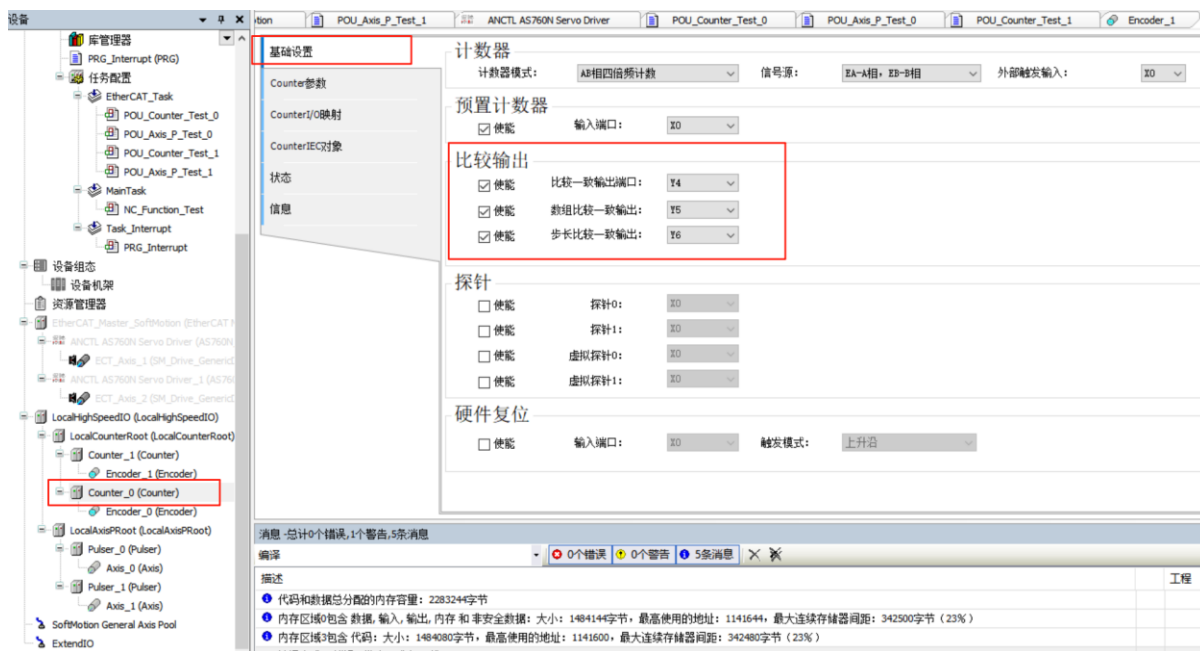 设备
tion
POU_Axis_P_Test_1
ANCTL AS760N Servo Driver
POU_Counter_Test_0
POU_Axis_P_Test_0
POU_Counter_Test_1
Encoder_1
库管理器
PRG_Interrupt (PRG)
任务配置
EtherCAT_Task
POU_Counter_Test_0
POU_Axis_P_Test_0
POU_Counter_Test_1
POU_Axis_P_Test_1
MainTask
NC_Function_Test
Task_Interrupt
PRG_Interrupt
设备组态
设备机架
资源管理器
EtherCAT_Master_SoftMotion (EtherCAT M
ANCTL AS760N Servo Driver (AS760N
ECT_Axis_1 (SM_Drive_GenericD
ANCTL AS760N Servo Driver_1 (AS760
ECT_Axis_2 (SM_Drive_GenericD
LocalHighSpeedIO (LocalHighSpeedIO)
LocalCounterRoot (LocalCounterRoot)
Counter_1 (Counter)
Encoder_1 (Encoder)
Counter_0 (Counter)
Encoder_0 (Encoder)
LocalAxisPRoot (LocalAxisPRoot)
Pulser_0 (Pulser)
Axis_0 (Axis)
Pulser_1 (Pulser)
Axis_1 (Axis)
SoftMotion General Axis Pool
ExtendIO
基础设置
Counter参数
CounterI/O映射
CounterIEC对象
状态
信息
计数器
计数器模式: AB相四倍频计数 信号源: EA-A相，EB-B相 外部触发输入: X0
预置计数器
使能 输入端口: X0
比较输出
使能 比较一致输出端口: Y4
使能 数组比较一致输出: Y5
使能 步长比较一致输出: Y6
探针
使能 探针0: X0
使能 探针1: X0
使能 虚拟探针0: X0
使能 虚拟探针1: X0
硬件复位
使能 输入端口: X0 触发模式: 上升沿
消息 -总计0个错误,1个警告,5条消息
编译 0个错误 0个警告 5条消息
描述 工程
代码和数据总分配的内存容量: 2283244字节
内存区域0包含 数据, 输入, 输出, 内存 和 非安全数据: 大小: 1484144字节，最高使用的地址: 1141644，最大连续存储器间距: 342500字节 (23%)
内存区域3包含 代码: 大小: 1484080字节，最高使用的地址: 1141600，最大连续存储器间距: 342480字节 (23%)